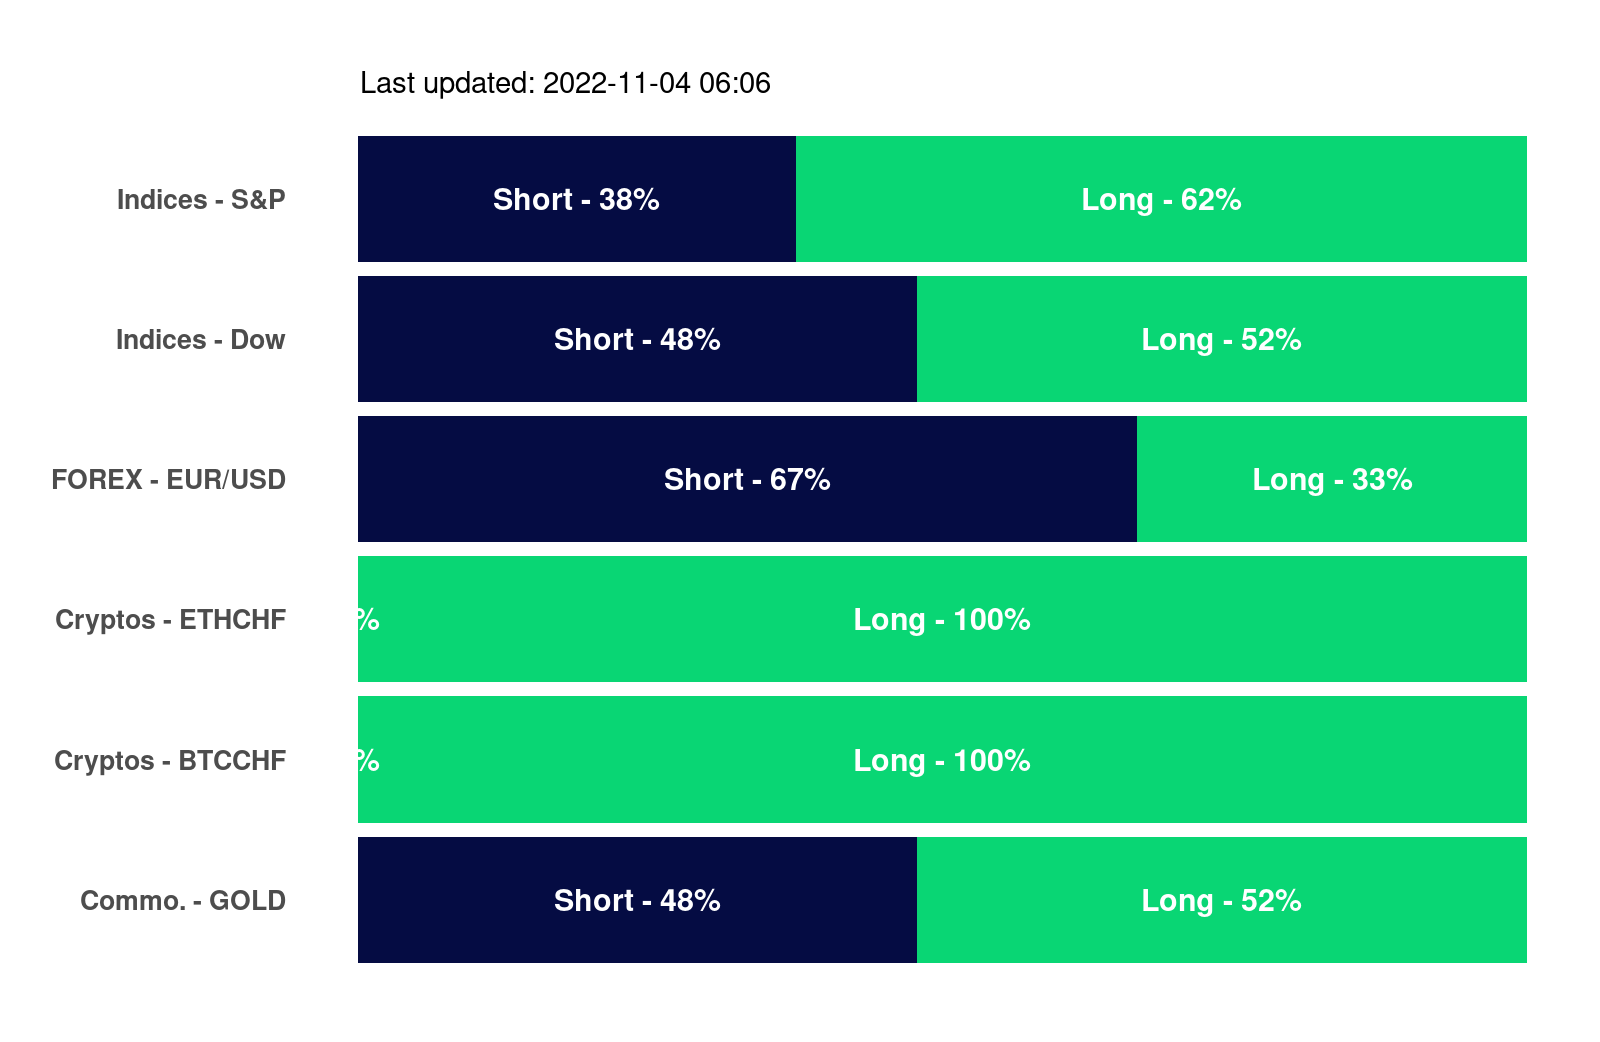 Last updated: 2022-11-04 06:06
Indices - S&P Short - 38% Long - 62%
Indices - Dow Short - 48% Long - 52%
FOREX - EUR/USD Short - 67% Long - 33%
Cryptos - ETHCHF % Long - 100%
Cryptos - BTCCHF % Long - 100%
Commo. - GOLD Short - 48% Long - 52%